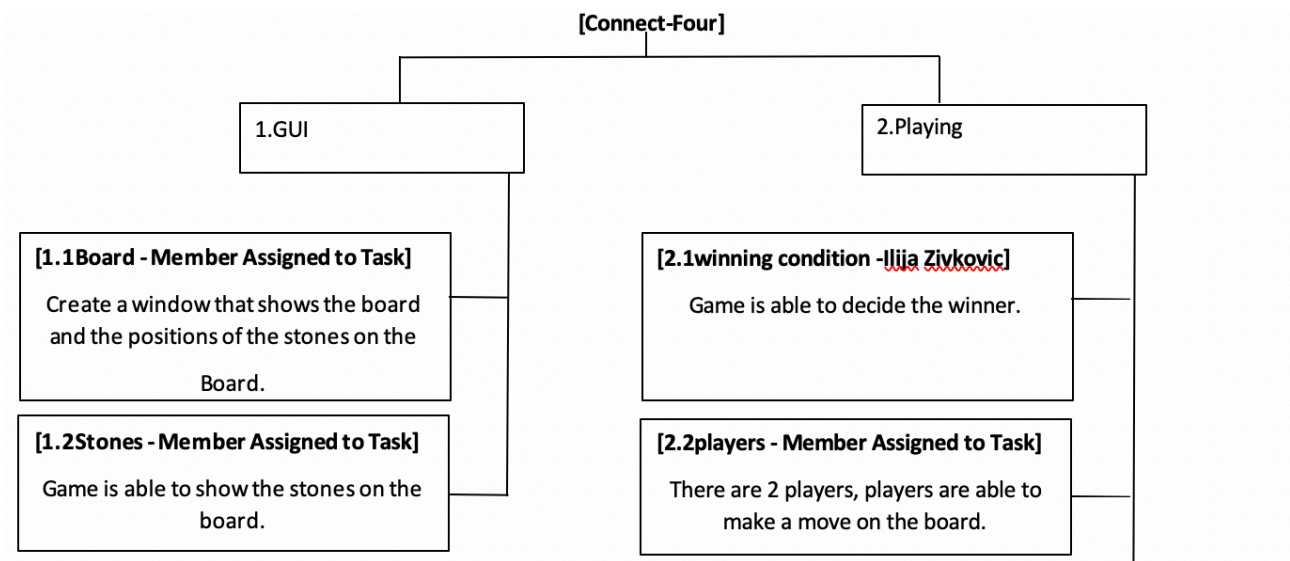 [Connect-Four]
1.GUI
2.Playing
[1.1Board - Member Assigned to Task]
Create a window that shows the board
and the positions of the stones on the
Board.
[2.1winning condition -Ilija Zivkovic]
Game is able to decide the winner.
[1.2Stones - Member Assigned to Task]
Game is able to show the stones on the
board.
[2.2players - Member Assigned to Task]
There are 2 players, players are able to
make a move on the board.